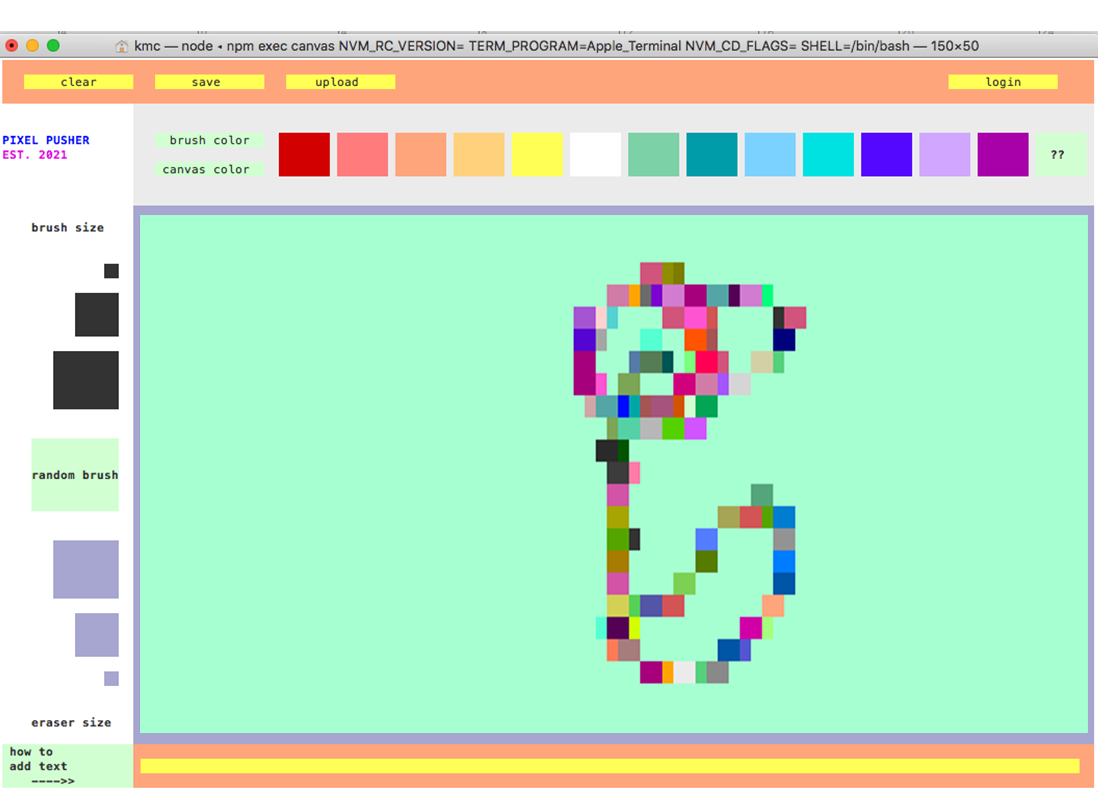 kmc — node ◂ npm exec canvas NVM_RC_VERSION= TERM_PROGRAM=Apple_Terminal NVM_CD_FLAGS= SHELL=/bin/bash — 150×50
clear save upload login
PIXEL PUSHER
EST. 2021
brush color
canvas color
??
brush size
random brush
eraser size
how to
add text
---->>